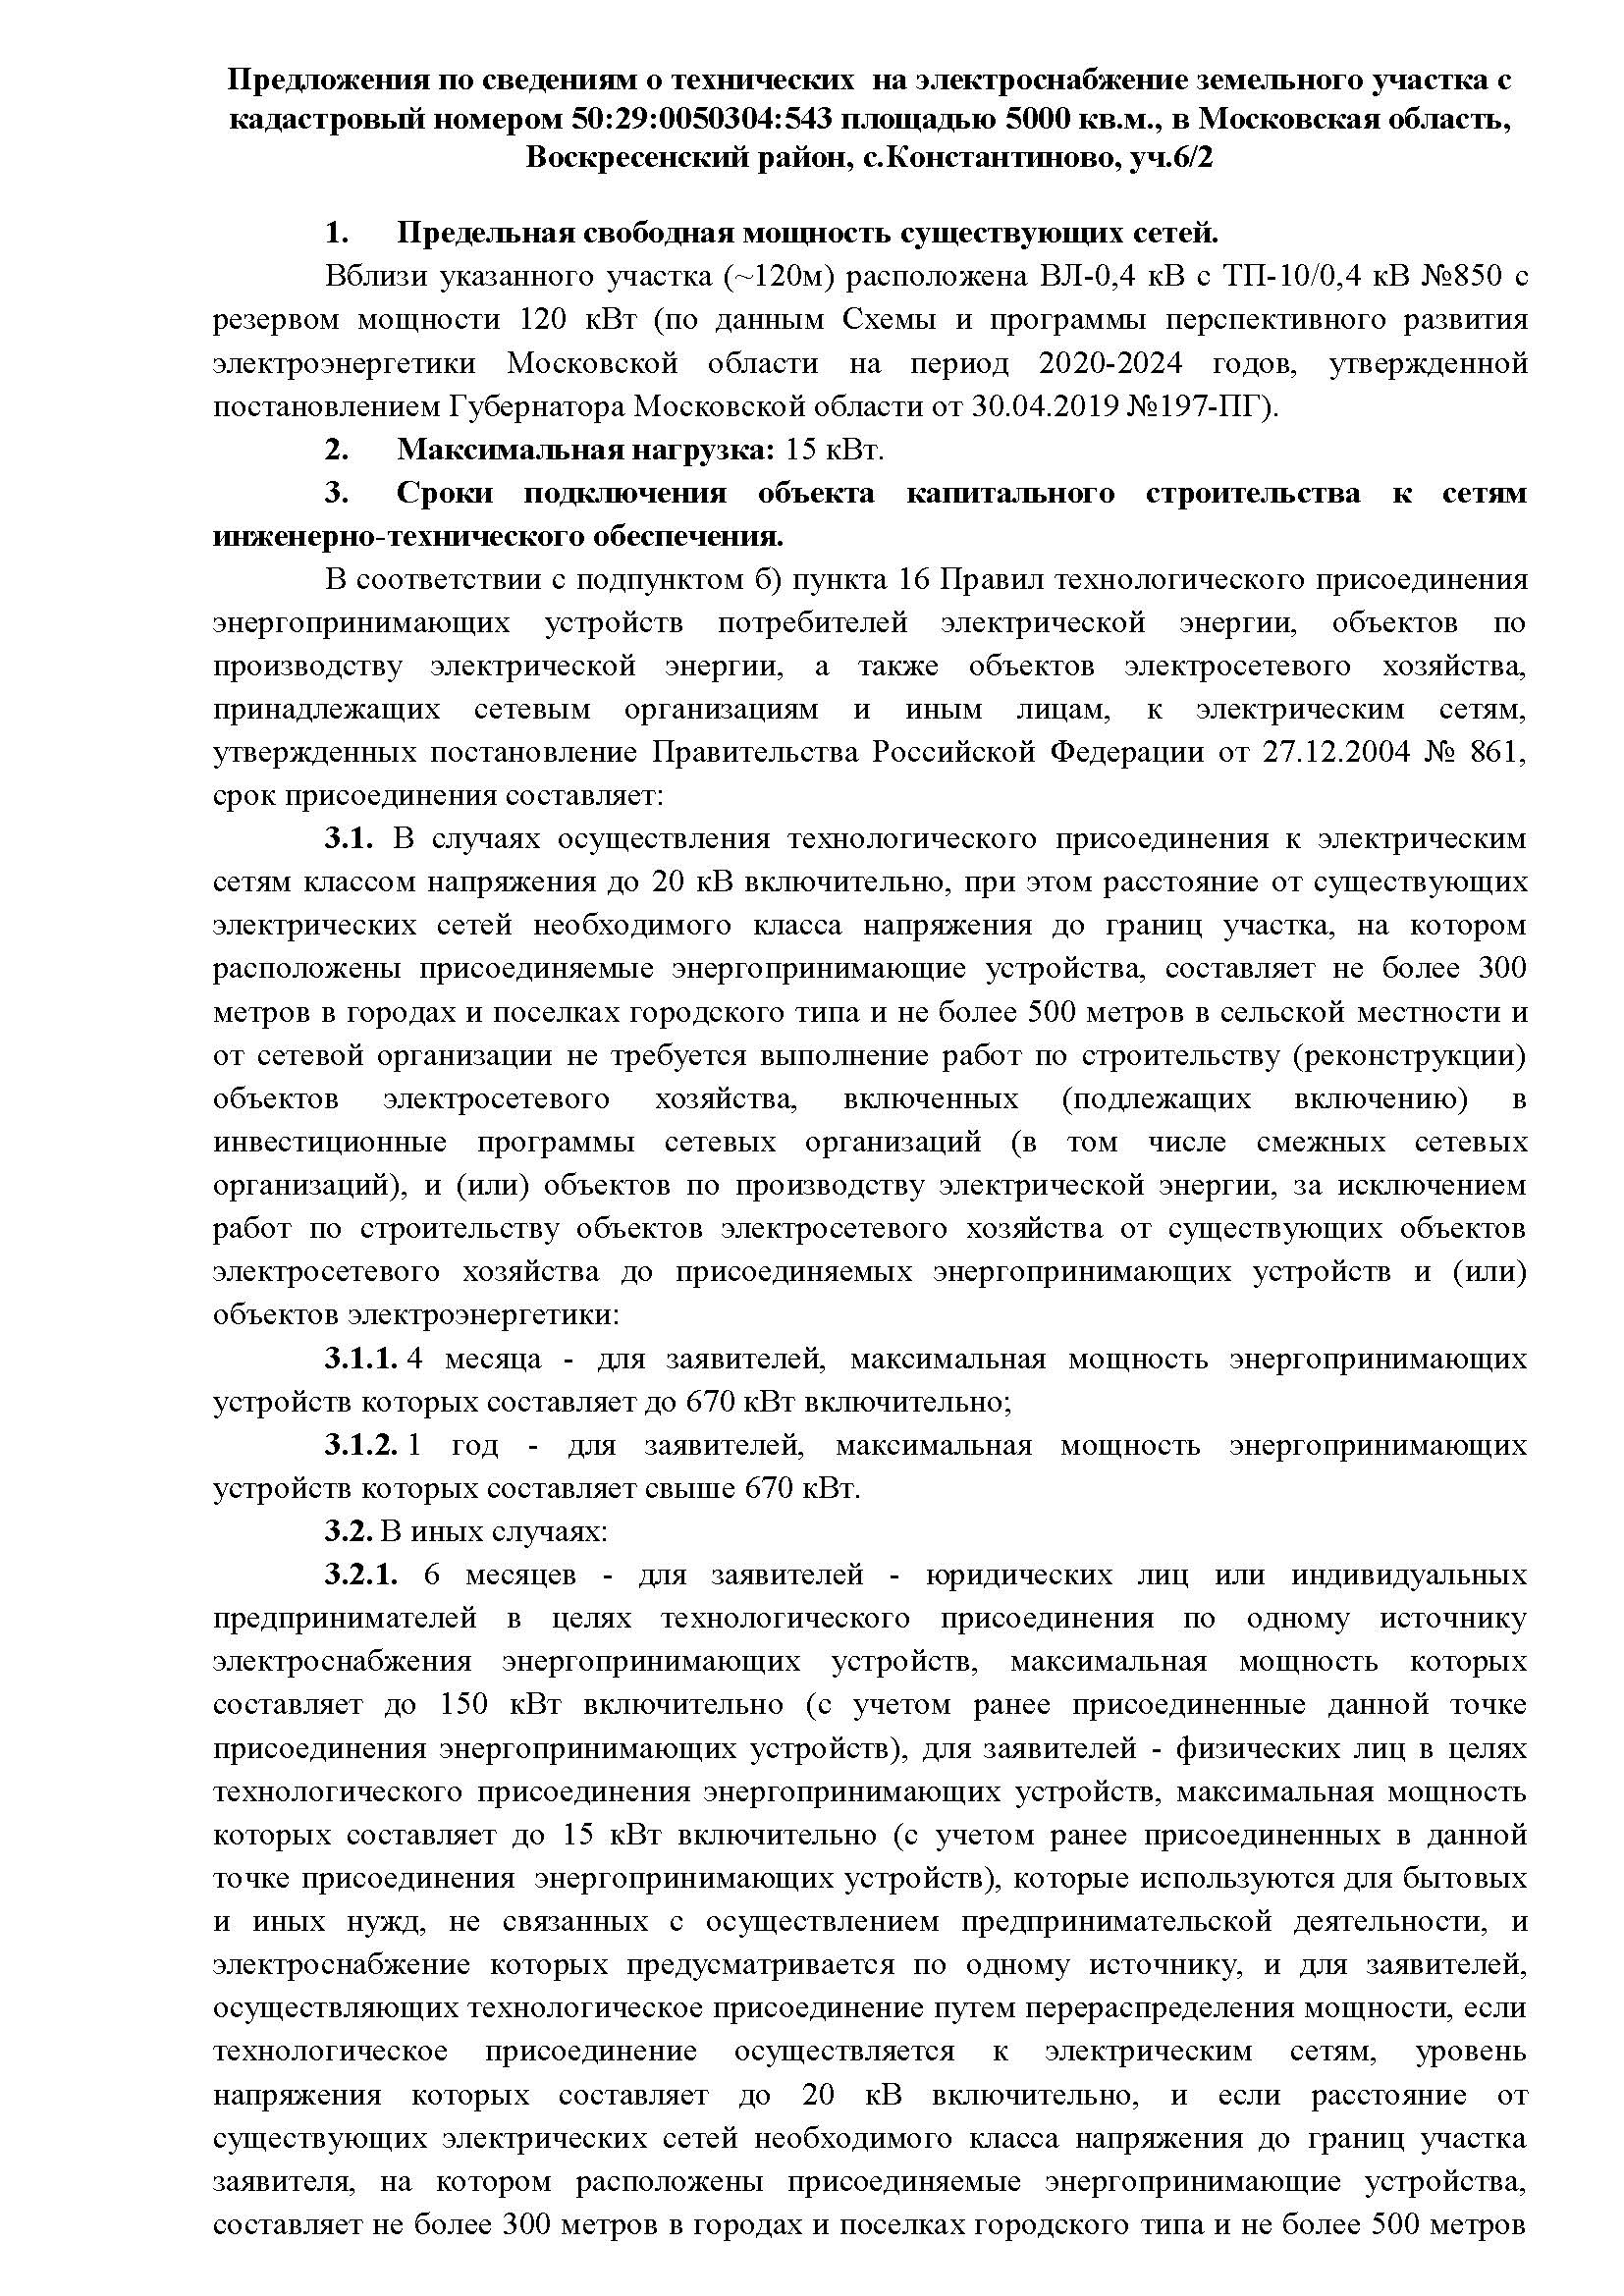 Предложения по сведениям о технических  на электроснабжение земельного участка с
кадастровый номером 50:29:0050304:543 площадью 5000 кв.м., в Московская область,
Воскресенский район, с.Константиново, уч.6/2
1. Предельная свободная мощность существующих сетей.
Вблизи указанного участка (~120м) расположена ВЛ-0,4 кВ с ТП-10/0,4 кВ №850 с
резервом мощности 120 кВт (по данным Схемы и программы перспективного развития
электроэнергетики Московской области на период 2020-2024 годов, утвержденной
постановлением Губернатора Московской области от 30.04.2019 №197-ПГ).
2. Максимальная нагрузка: 15 кВт.
3. Сроки подключения объекта капитального строительства к сетям
инженерно-технического обеспечения.
В соответствии с подпунктом б) пункта 16 Правил технологического присоединения
энергопринимающих устройств потребителей электрической энергии, объектов по
производству электрической энергии, а также объектов электросетевого хозяйства,
принадлежащих сетевым организациям и иным лицам, к электрическим сетям,
утвержденных постановление Правительства Российской Федерации от 27.12.2004 № 861,
срок присоединения составляет:
3.1. В случаях осуществления технологического присоединения к электрическим
сетям классом напряжения до 20 кВ включительно, при этом расстояние от существующих
электрических сетей необходимого класса напряжения до границ участка, на котором
расположены присоединяемые энергопринимающие устройства, составляет не более 300
метров в городах и поселках городского типа и не более 500 метров в сельской местности и
от сетевой организации не требуется выполнение работ по строительству (реконструкции)
объектов электросетевого хозяйства, включенных (подлежащих включению) в
инвестиционные программы сетевых организаций (в том числе смежных сетевых
организаций), и (или) объектов по производству электрической энергии, за исключением
работ по строительству объектов электросетевого хозяйства от существующих объектов
электросетевого хозяйства до присоединяемых энергопринимающих устройств и (или)
объектов электроэнергетики:
3.1.1. 4 месяца - для заявителей, максимальная мощность энергопринимающих
устройств которых составляет до 670 кВт включительно;
3.1.2. 1 год - для заявителей, максимальная мощность энергопринимающих
устройств которых составляет свыше 670 кВт.
3.2. В иных случаях:
3.2.1. 6 месяцев - для заявителей - юридических лиц или индивидуальных
предпринимателей в целях технологического присоединения по одному источнику
электроснабжения энергопринимающих устройств, максимальная мощность которых
составляет до 150 кВт включительно (с учетом ранее присоединенные данной точке
присоединения энергопринимающих устройств), для заявителей - физических лиц в целях
технологического присоединения энергопринимающих устройств, максимальная мощность
которых составляет до 15 кВт включительно (с учетом ранее присоединенных в данной
точке присоединения  энергопринимающих устройств), которые используются для бытовых
и иных нужд, не связанных с осуществлением предпринимательской деятельности, и
электроснабжение которых предусматривается по одному источнику, и для заявителей,
осуществляющих технологическое присоединение путем перераспределения мощности, если
технологическое присоединение осуществляется к электрическим сетям, уровень
напряжения которых составляет до 20 кВ включительно, и если расстояние от
существующих электрических сетей необходимого класса напряжения до границ участка
заявителя, на котором расположены присоединяемые энергопринимающие устройства,
составляет не более 300 метров в городах и поселках городского типа и не более 500 метров